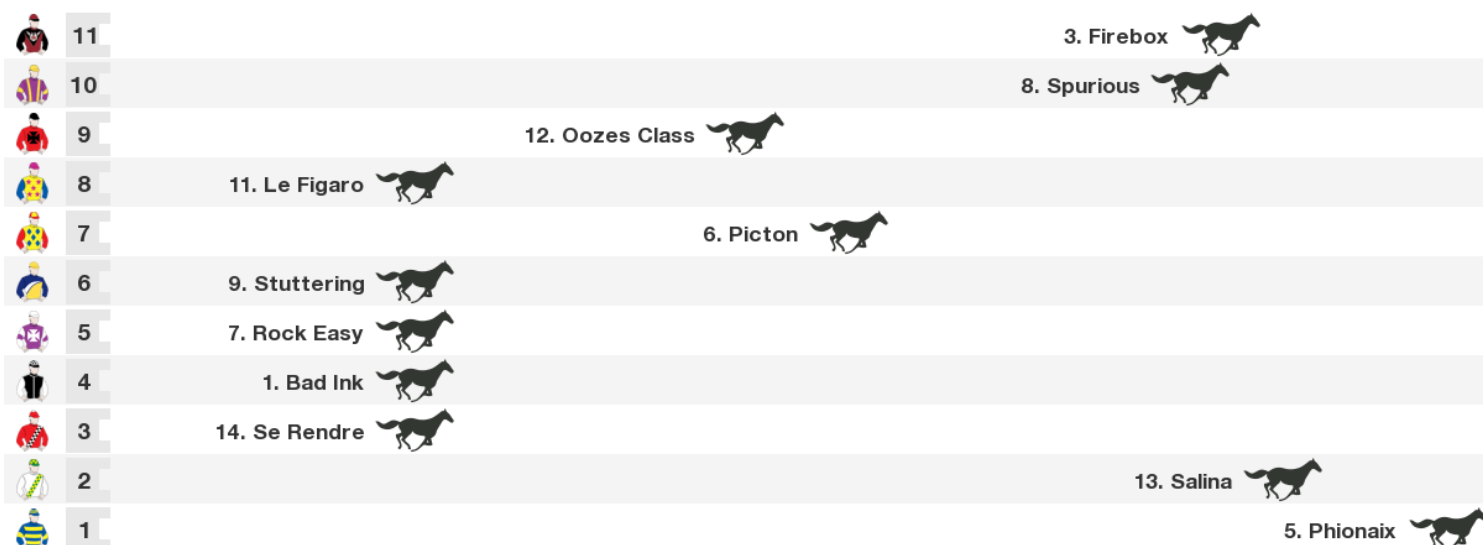 11 3. Firebox
10 8. Spurious
9 12. Oozes Class
8 11. Le Figaro
7 6. Picton
6 9. Stuttering
5 7. Rock Easy
4 1. Bad Ink
3 14. Se Rendre
2 13. Salina
1 5. Phionaix